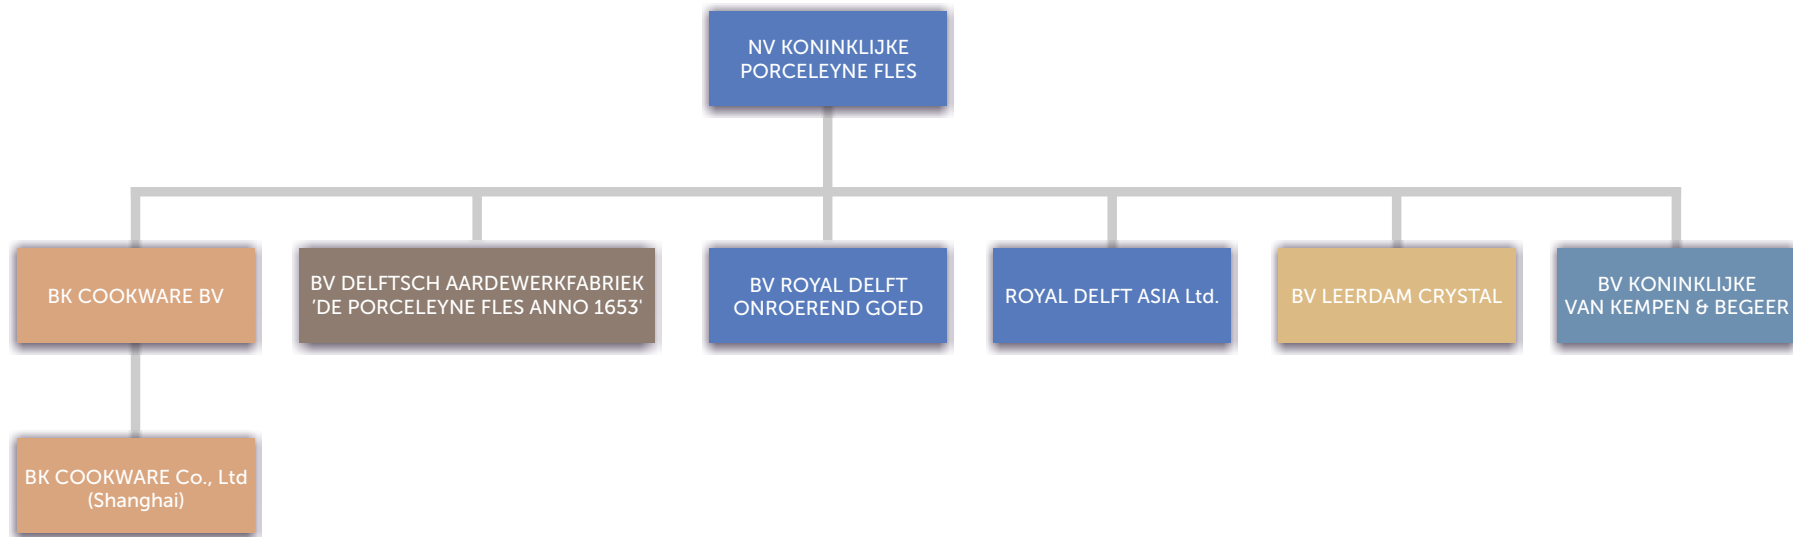 NV KONINKLIJKE
PORCELEYNE FLES
BK COOKWARE BV
BV DELFTSCH AARDEWERKFABRIEK
'DE PORCELEYNE FLES ANNO 1653'
BV ROYAL DELFT
ONROEREND GOED
ROYAL DELFT ASIA Ltd.
BV LEERDAM CRYSTAL
BV KONINKLIJKE
VAN KEMPEN & BEGEER
BK COOKWARE Co., Ltd
(Shanghai)